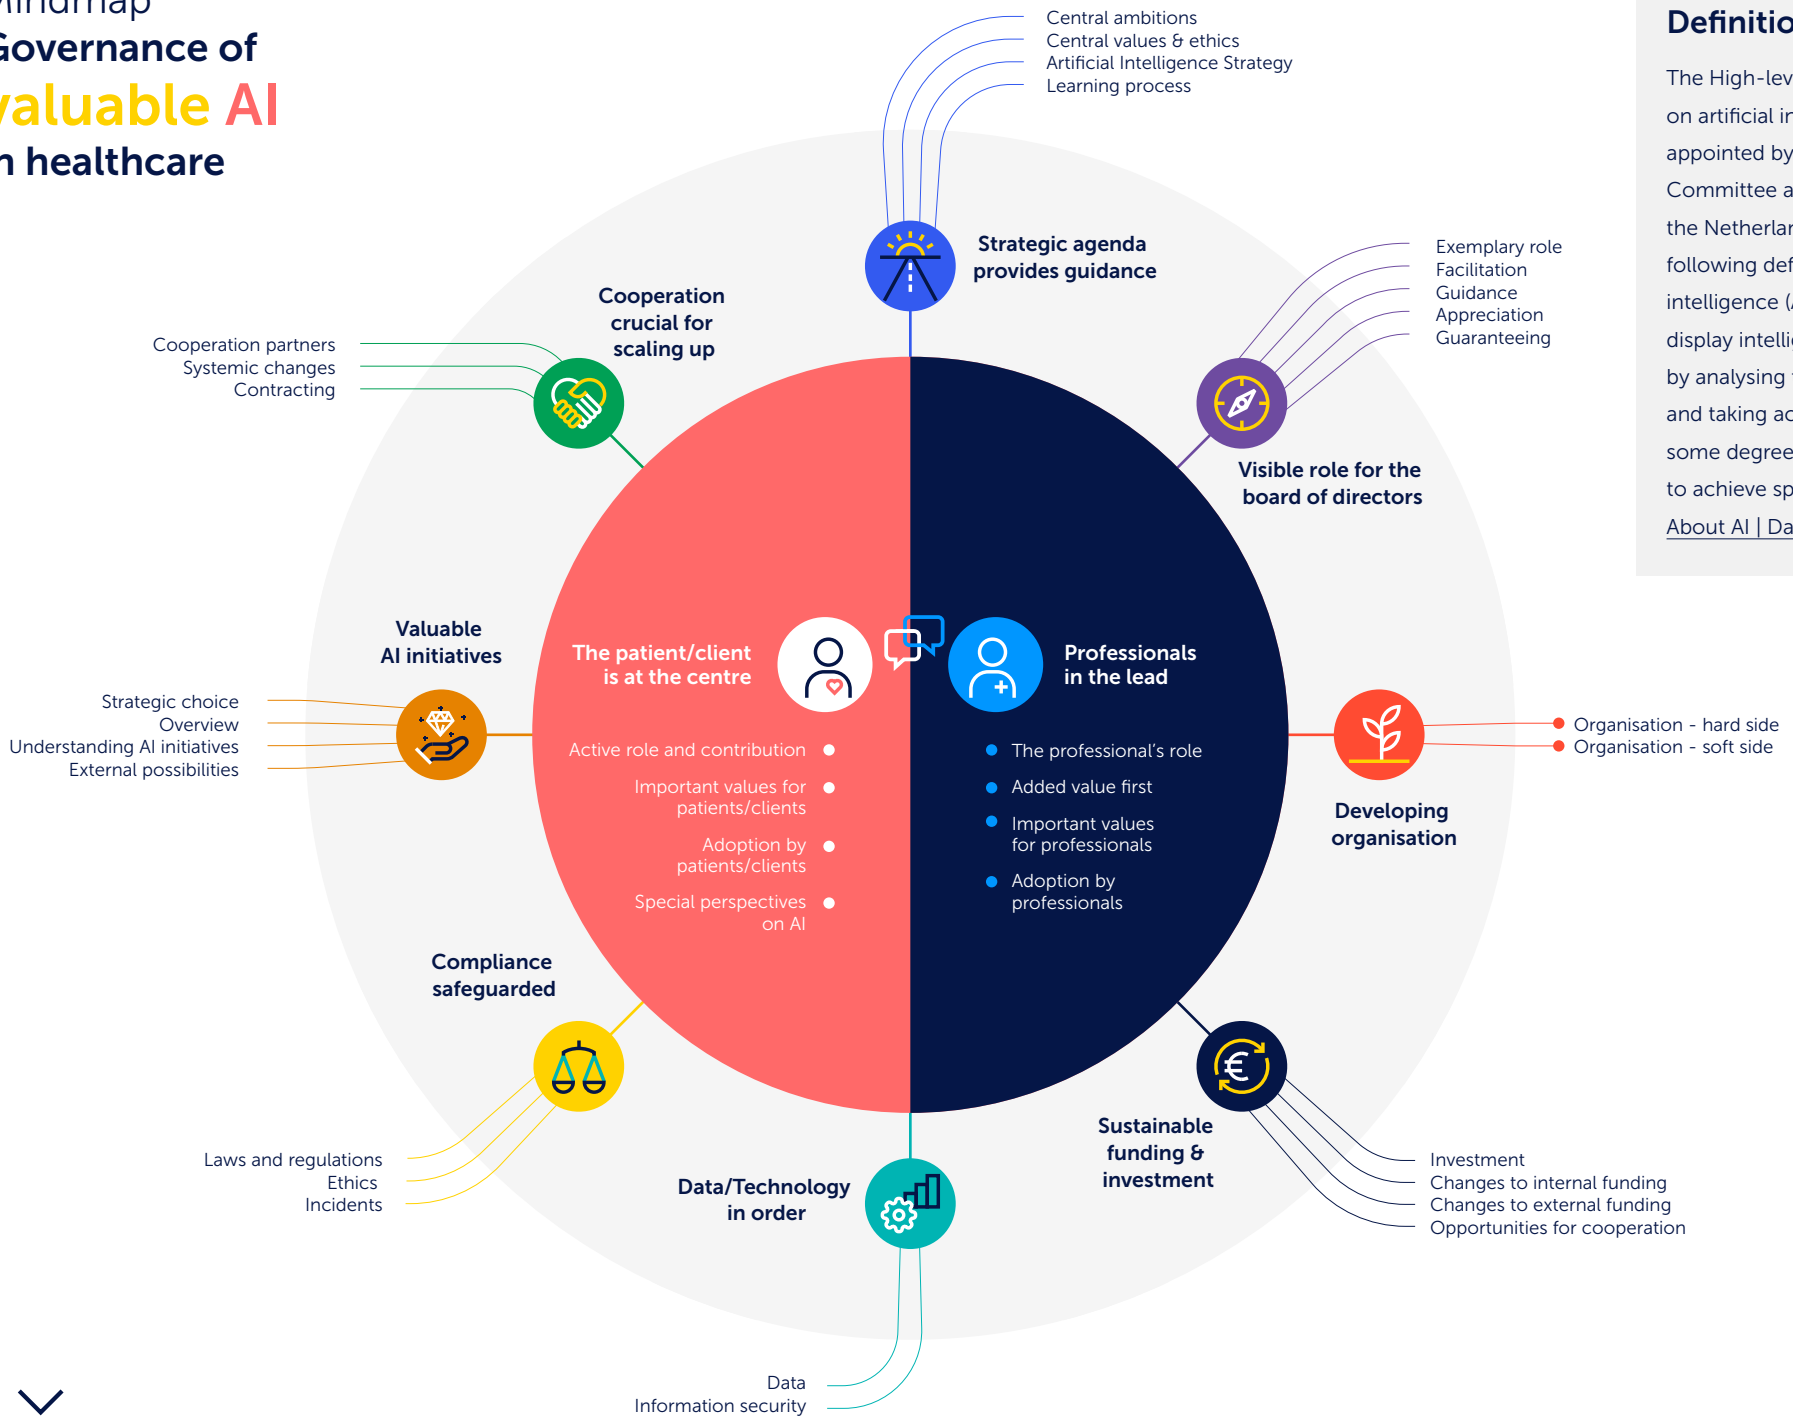 Mindmap
Governance of
valuable AI
in healthcare
Central ambitions
Central values & ethics
Artificial Intelligence Strategy
Learning process
Strategic agenda
provides guidance
Exemplary role
Facilitation
Guidance
Appreciation
Guaranteeing
Visible role for the
board of directors
Organisation - hard side
Organisation - soft side
Developing
organisation
Sustainable
funding &
investment
Investment
Changes to internal funding
Changes to external funding
Opportunities for cooperation
Data/Technology
in order
Data
Information security
Compliance
safeguarded
Laws and regulations
Ethics
Incidents
Valuable
AI initiatives
Strategic choice
Overview
Understanding AI initiatives
External possibilities
Cooperation
crucial for
scaling up
Cooperation partners
Systemic changes
Contracting
The patient/client
is at the centre
Active role and contribution
Important values for
patients/clients
Adoption by
patients/clients
Special perspectives
on AI
Professionals
in the lead
The professional's role
Added value first
Important values
for professionals
Adoption by
professionals
€
The
on artificial
appointed by
Committee
the
following
intelligence
display
by analysing
and taking
some degree
to achieve
About AI |